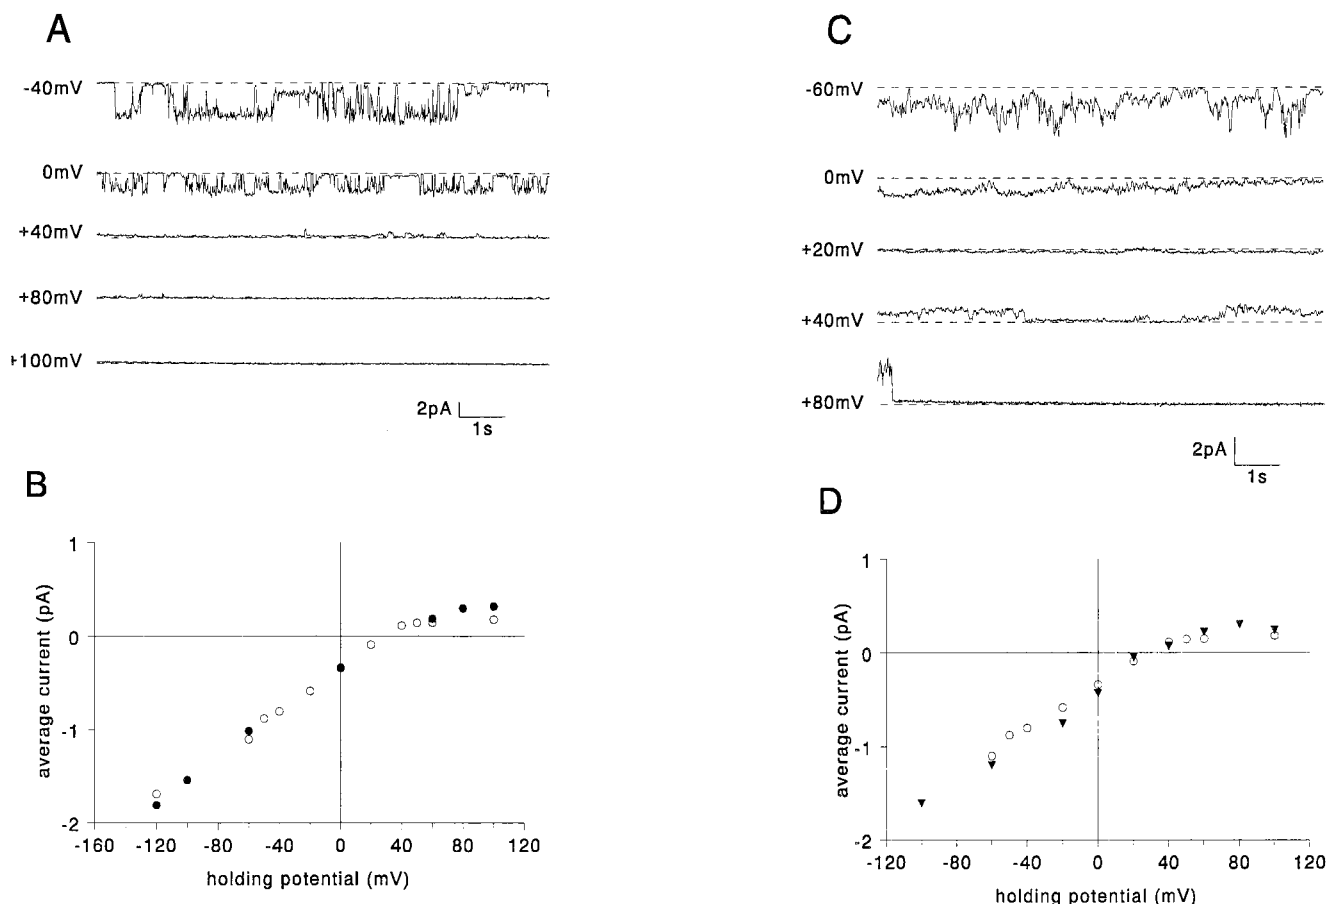 A
-40mV
0mV
+40mV
+80mV
+100mV
2pA
1s
B
1
0
-1
-2
average current (pA)
-160 -120 -80 -40 0 40 80 120
holding potential (mV)
C
-60mV
0mV
+20mV
+40mV
+80mV
2pA
1s
D
1
0
-1
-2
average current (pA)
-120 -80 -40 0 40 80 120
holding potential (mV)